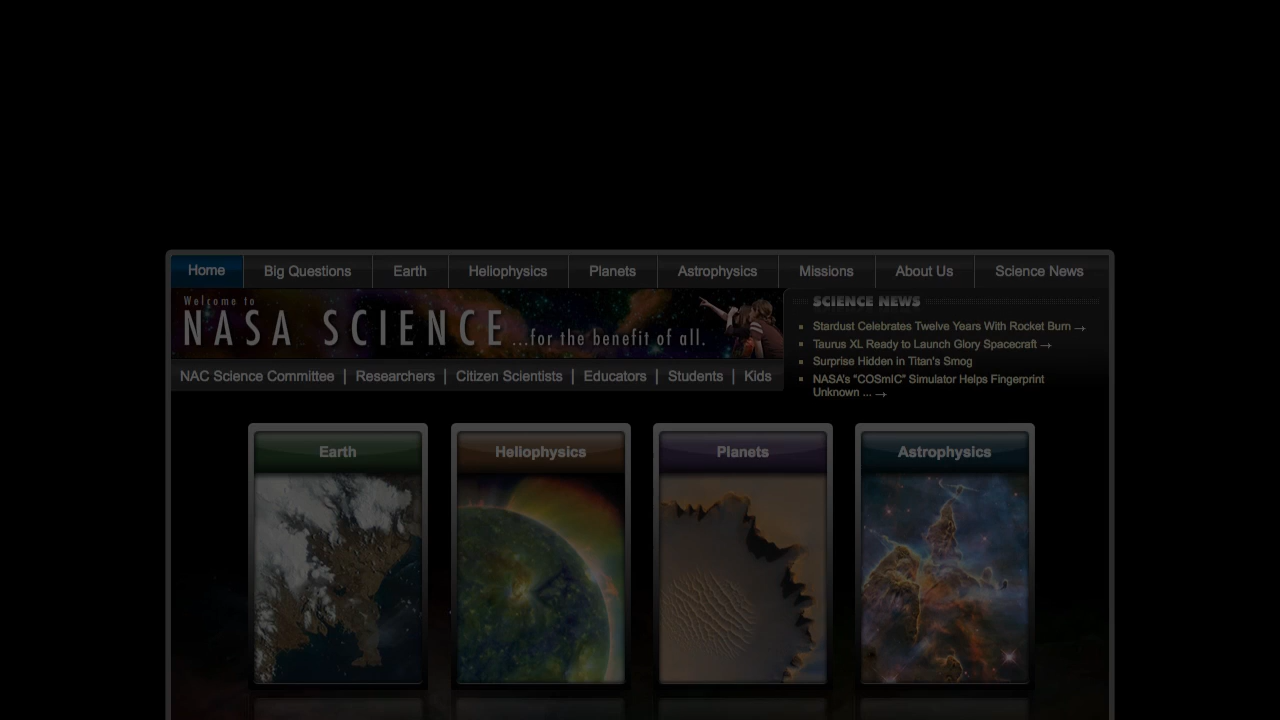 Home Big Questions Earth Heliophysics Planets Astrophysics Missions About Us Science News
Welcome to
NASA SCIENCE ...for the benefit of all.
NAC Science Committee | Researchers | Citizen Scientists | Educators | Students | Kids
SCIENCE NEWS
Stardust Celebrates Twelve Years With Rocket Burn →
Taurus XL Ready to Launch Glory Spacecraft →
Surprise Hidden in Titan's Smog
NASA's "COSmIC" Simulator Helps Fingerprint
Unknown ... →
Earth Heliophysics Planets Astrophysics